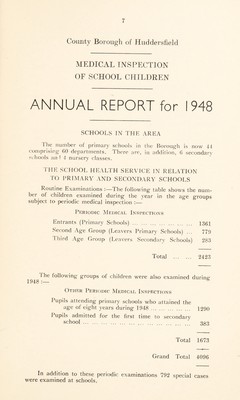 7
County Borough of Huddersfield
MEDICAL INSPECTION
OF SCHOOL CHILDREN
ANNUAL REPORT for 1948
SCHOOLS IN THE AREA
The number of primary schools in the Borough is now 44
comprising 60 departments. There are, in addition, 6 secondary
schools and 4 nursery classes.
THE SCHOOL HEALTH SERVICE IN RELATION
TO PRIMARY AND SECONDARY SCHOOLS
Routine Examinations :—The following table shows the num-
ber of children examined during the year in the age groups
subject to periodic medical inspection :—
PERIODIC MEDICAL INSPECTIONS
Entrants (Primary Schools) ... 1361
Second Age Group (Leavers Primary Schools) ... 779
Third Age Group (Leavers Secondary Schools) 283
Total ... ... 2423
The following groups of children were also examined during
1948 :—
OTHER PERIODIC MEDICAL INSPECTIONS
Pupils attending primary schools who attained the
age of eight years during 1948 ... 1290
Pupils admitted for the first time to secondary
school ... 383
Total 1673
Grand Total 4096
In addition to these periodic examinations 792 special cases
were examined at schools.